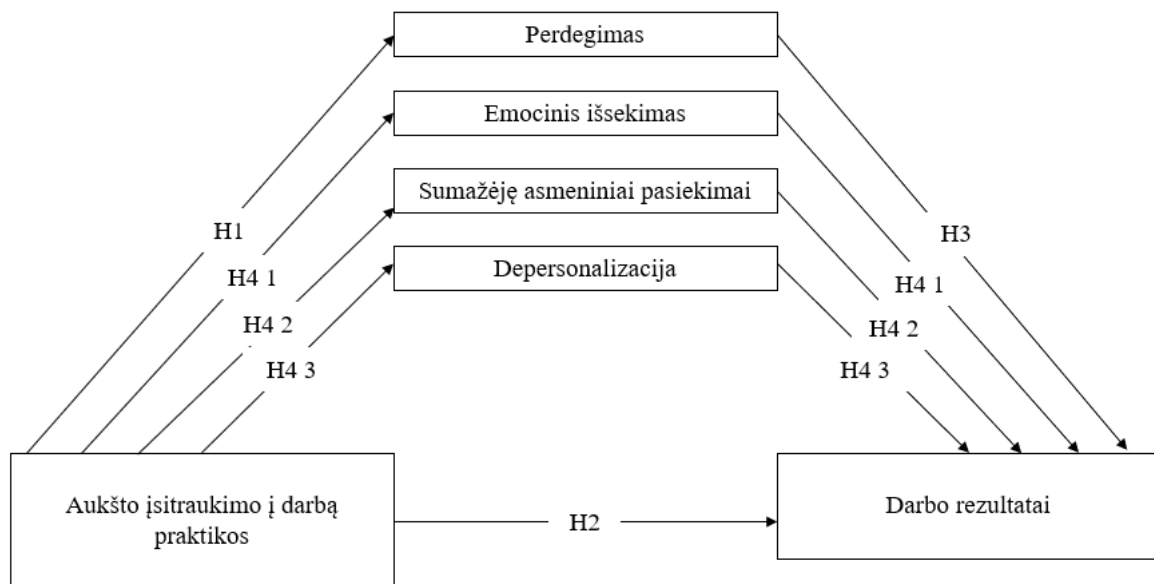 Perdegimas
Emocinis išsekimas
Sumažėję asmeniniai pasiekimai
Depersonalizacija
H1
H3
H4 1
H4 1
H4 2
H4 2
H4 3
H4 3
Aukšto įsitraukimo į darbą
praktikos
H2
Darbo rezultatai